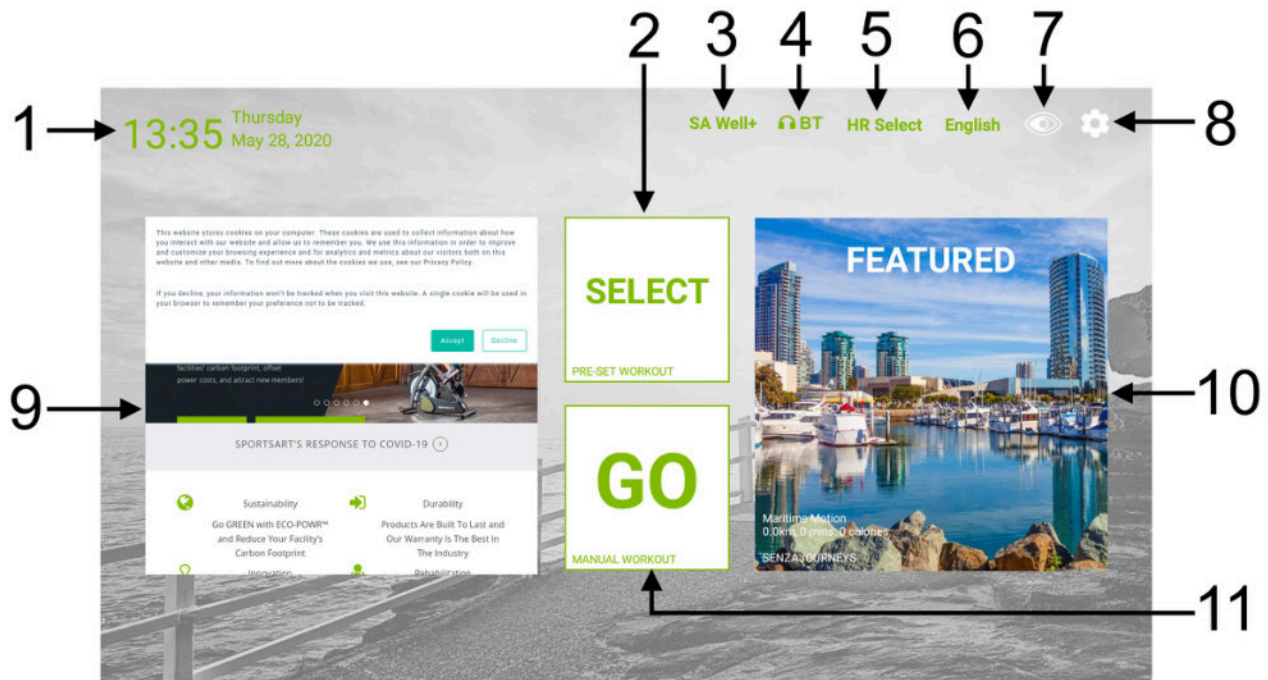 2
3
4
5
6
7
1
13:35
Thursday
May 28, 2020
SA Well+
BT
HR Select
English
8
This website stores cookies on your computer. These cookies are used to collect information about how
you interact with our website and allow us to remember you. We use this information in order to improve
and customize your browsing experience and for analytics and metrics about our visitors both on this
website and other media. To find out more about the cookies we use, see our Privacy Policy.
If you decline, your information won't be tracked when you visit this website. A single cookie will be used in
your browser to remember your preference not to be tracked.
Accept
Decline
facilities' carbon footprint, offset
power costs, and attract new members!
9
SPORTSART'S RESPONSE TO COVID-19
Sustainability
Go GREEN with ECO-POWR™
and Reduce Your Facility's
Carbon Footprint
Durability
Products Are Built To Last and
Our Warranty Is The Best In
The Industry
Innovation
Rehabilitation
SELECT
PRE-SET WORKOUT
GO
MANUAL WORKOUT
FEATURED
10
Maritime Motion
0.0km, 0 mins, 0 calories
SENZA JOURNEYS
11